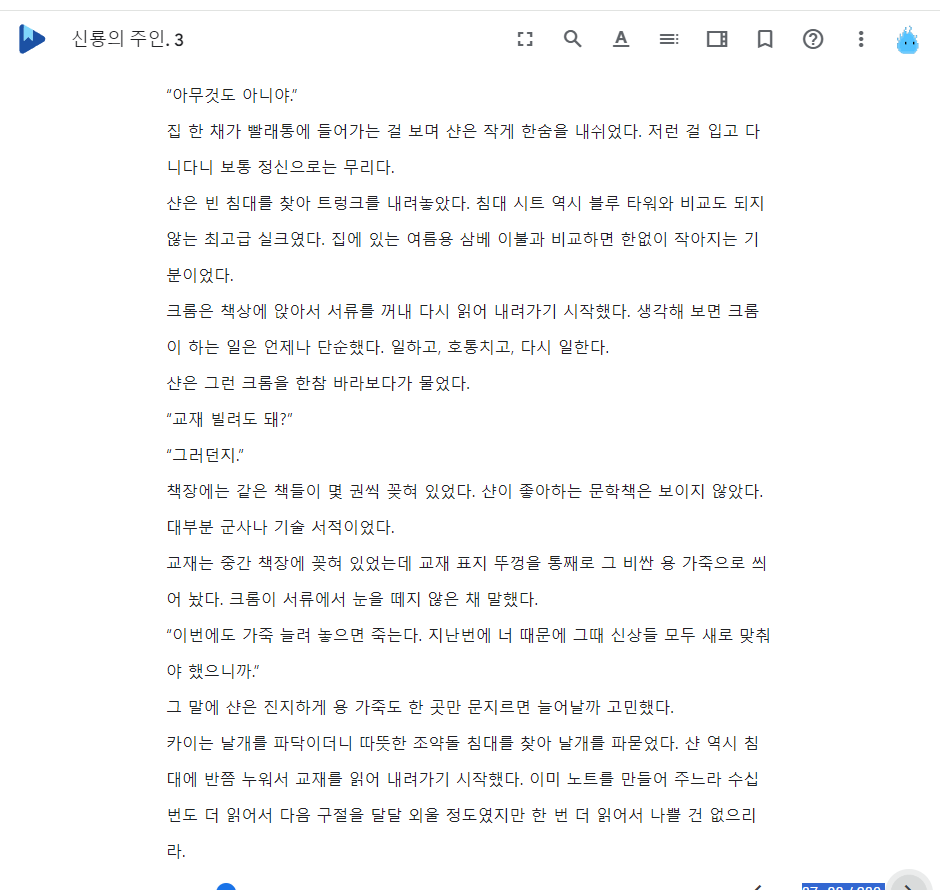 신룡의 주인. 3
“아무것도 아니야.”
집 한 채가 빨래통에 들어가는 걸 보며 샨은 작게 한숨을 내쉬었다. 저런 걸 입고 다
니다니 보통 정신으로는 무리다.
샨은 빈 침대를 찾아 트렁크를 내려놓았다. 침대 시트 역시 블루 타워와 비교도 되지
않는 최고급 실크였다. 집에 있는 여름용 삼베 이불과 비교하면 한없이 작아지는 기
분이었다.
크롬은 책상에 앉아서 서류를 꺼내 다시 읽어 내려가기 시작했다. 생각해 보면 크롬
이 하는 일은 언제나 단순했다. 일하고, 호통치고, 다시 일한다.
샨은 그런 크롬을 한참 바라보다가 물었다.
“교재 빌려도 돼?”
“그러던지.”
책장에는 같은 책들이 몇 권씩 꽂혀 있었다. 샨이 좋아하는 문학책은 보이지 않았다.
대부분 군사나 기술 서적이었다.
교재는 중간 책장에 꽂혀 있었는데 교재 표지 뚜껑을 통째로 그 비싼 용 가죽으로 씌
어 놨다. 크롬이 서류에서 눈을 떼지 않은 채 말했다.
“이번에도 가죽 늘려 놓으면 죽는다. 지난번에 너 때문에 그때 신상들 모두 새로 맞춰
야 했으니까.”
그 말에 샨은 진지하게 용 가죽도 한 곳만 문지르면 늘어날까 고민했다.
카이는 날개를 파닥이더니 따뜻한 조약돌 침대를 찾아 날개를 파묻었다. 샨 역시 침
대에 반쯤 누워서 교재를 읽어 내려가기 시작했다. 이미 노트를 만들어 주느라 수십
번도 더 읽어서 다음 구절을 달달 외울 정도였지만 한 번 더 읽어서 나쁠 건 없으리
라.